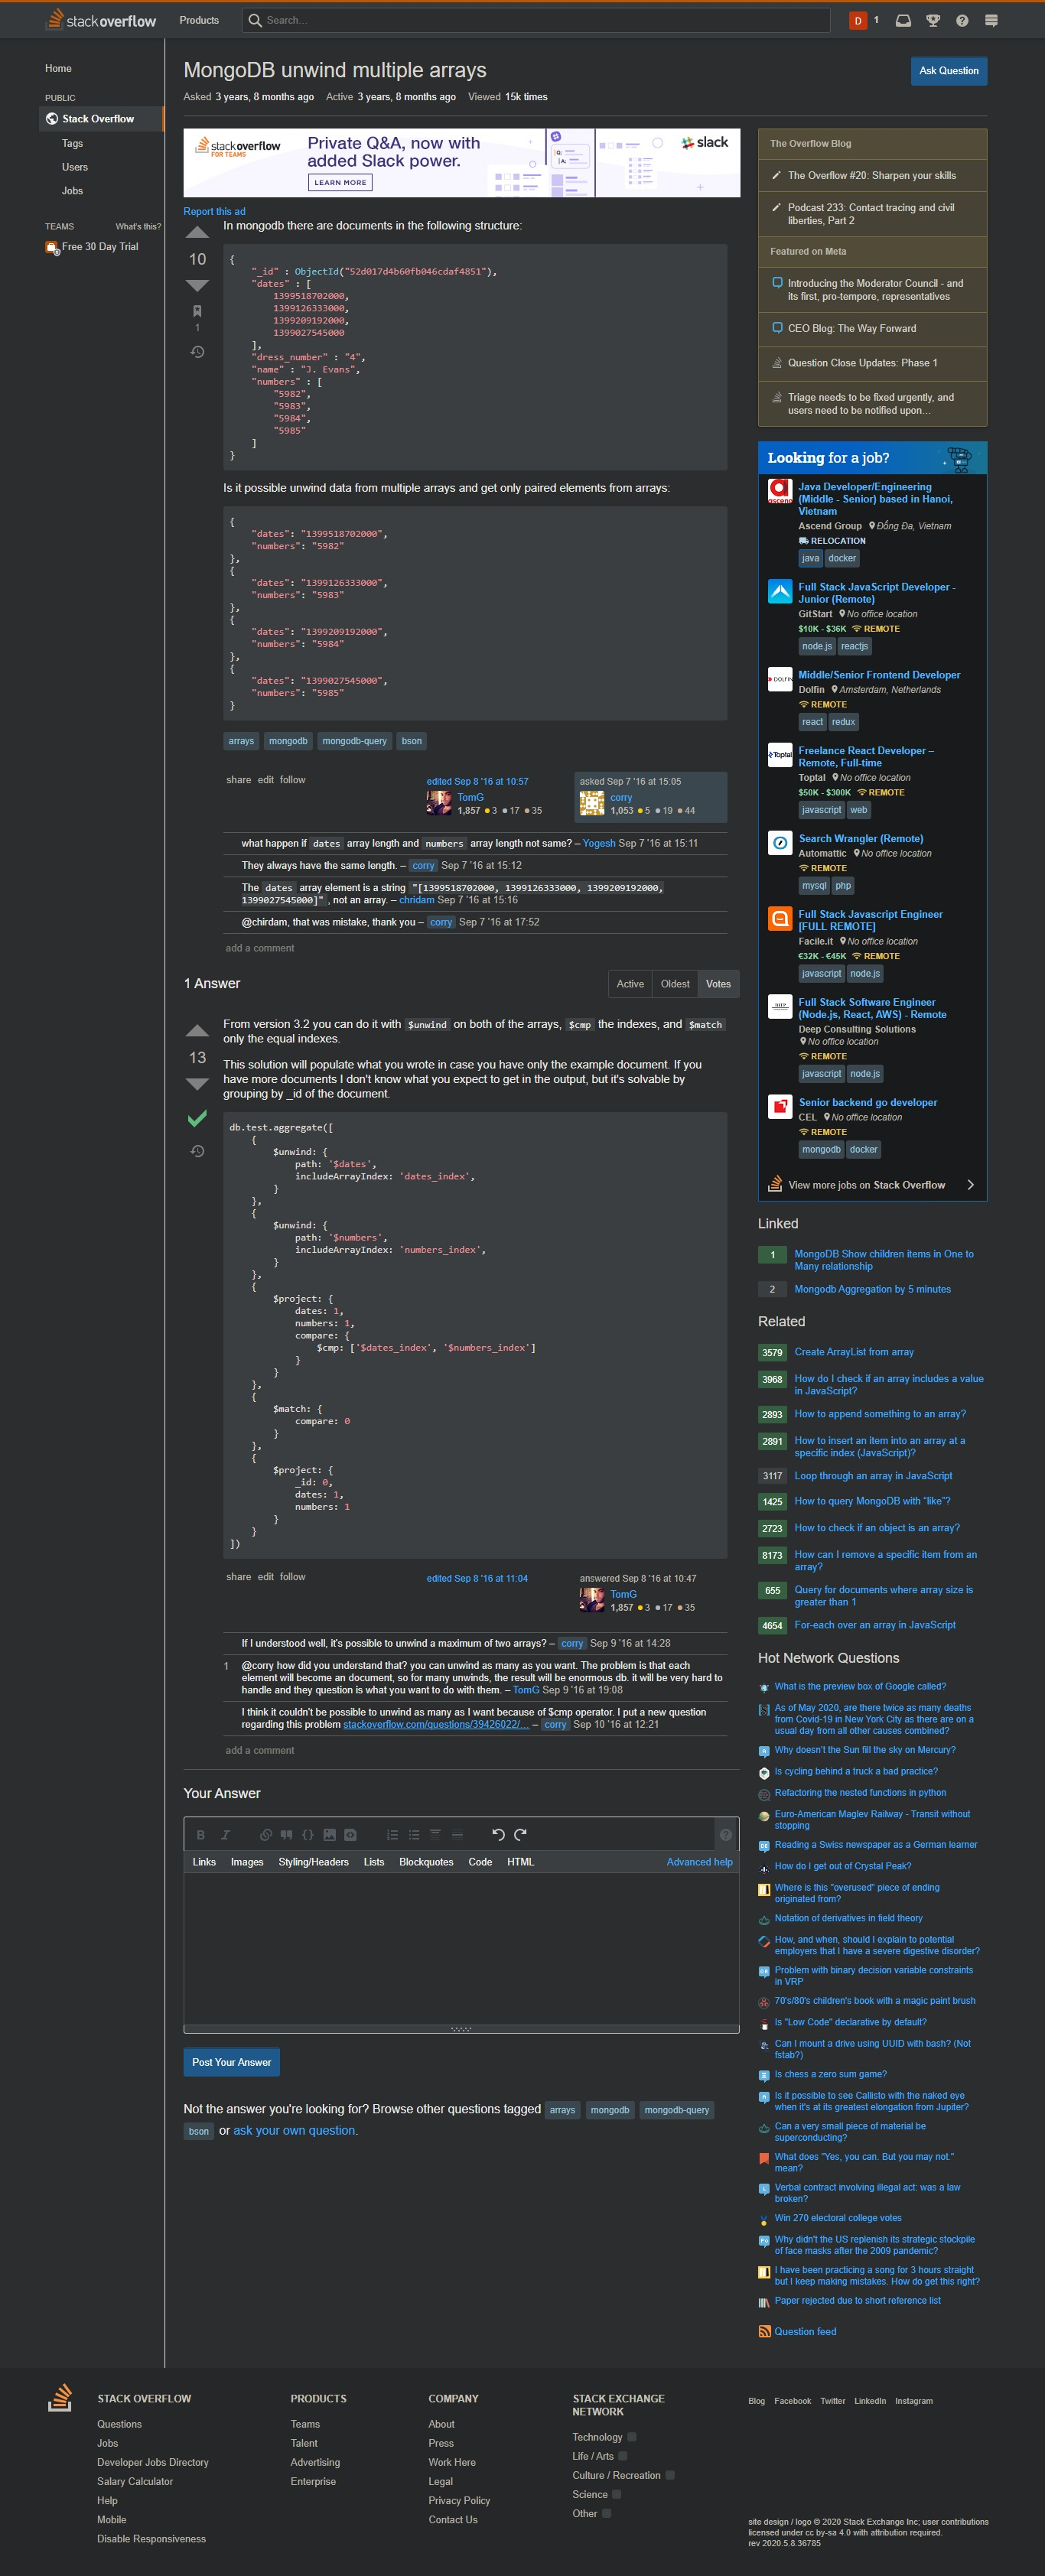 stackoverflow
Products
Search...
D
1
Home
PUBLIC
Stack Overflow
Tags
Users
Jobs
TEAMS
What's this?
Free 30 Day Trial
MongoDB unwind multiple arrays
Ask Question
Asked 3 years, 8 months ago Active 3 years, 8 months ago Viewed 15k times
stackoverflow
FOR TEAMS
Private Q&A, now with
added Slack power.
LEARN MORE
slack
Report this ad
10
1
In mongodb there are documents in the following structure:
{
"_id" : ObjectId("52d017d4b60fb046cdaf4851"),
"dates" : [
1399518702000,
1399126333000,
1399209192000,
1399027545000
],
"dress_number" : "4",
"name" : "J. Evans",
"numbers" : [
"5982",
"5983",
"5984",
"5985"
]
}
Is it possible unwind data from multiple arrays and get only paired elements from arrays:
{
"dates": "1399518702000",
"numbers": "5982"
},
{
"dates": "1399126333000",
"numbers": "5983"
},
{
"dates": "1399209192000",
"numbers": "5984"
},
{
"dates": "1399027545000",
"numbers": "5985"
}
arrays mongodb mongodb-query bson
share edit follow
edited Sep 8 '16 at 10:57
TomG
1,857 3 17 35
asked Sep 7 '16 at 15:05
corry
1,053 5 19 44
what happen if dates array length and numbers array length not same? – Yogesh Sep 7 '16 at 15:11
They always have the same length. – corry Sep 7 '16 at 15:12
The dates array element is a string "[1399518702000, 1399126333000, 1399209192000,
1399027545000]", not an array. – chridam Sep 7 '16 at 15:16
@chirdam, that was mistake, thank you – corry Sep 7 '16 at 17:52
add a comment
1 Answer
Active Oldest Votes
13
From version 3.2 you can do it with $unwind on both of the arrays, $cmp the indexes, and $match
only the equal indexes.
This solution will populate what you wrote in case you have only the example document. If you
have more documents I don't know what you expect to get in the output, but it's solvable by
grouping by _id of the document.
db.test.aggregate([
{
$unwind: {
path: '$dates',
includeArrayIndex: 'dates_index',
}
},
{
$unwind: {
path: '$numbers',
includeArrayIndex: 'numbers_index',
}
},
{
$project: {
dates: 1,
numbers: 1,
compare: {
$cmp: ['$dates_index', '$numbers_index']
}
}
},
{
$match: {
compare: 0
}
},
{
$project: {
_id: 0,
dates: 1,
numbers: 1
}
}
])
share edit follow
edited Sep 8 '16 at 11:04
answered Sep 8 '16 at 10:47
TomG
1,857 3 17 35
If I understood well, it's possible to unwind a maximum of two arrays? – corry Sep 9 '16 at 14:28
1
@corry how did you understand that? you can unwind as many as you want. The problem is that each
element will become an document, so for many unwinds, the result will be enormous db. it will be very hard to
handle and they question is what you want to do with them. – TomG Sep 9 '16 at 19:08
I think it couldn't be possible to unwind as many as I want because of $cmp operator. I put a new question
regarding this problem stackoverflow.com/questions/39426022/... – corry Sep 10 '16 at 12:21
add a comment
Your Answer
B I
Links Images Styling/Headers Lists Blockquotes Code HTML Advanced help
Post Your Answer
Not the answer you're looking for? Browse other questions tagged arrays mongodb mongodb-query
bson or ask your own question.
The Overflow Blog
The Overflow #20: Sharpen your skills
Podcast 233: Contact tracing and civil
liberties, Part 2
Featured on Meta
Introducing the Moderator Council - and
its first, pro-tempore, representatives
CEO Blog: The Way Forward
Question Close Updates: Phase 1
Triage needs to be fixed urgently, and
users need to be notified upon...
Looking for a job?
ascend
Java Developer/Engineering
(Middle - Senior) based in Hanoi,
Vietnam
Ascend Group Đống Đa, Vietnam
RELOCATION
java docker
Full Stack JavaScript Developer -
Junior (Remote)
GitStart No office location
$10K - $36K REMOTE
node.js reactjs
DOLFIN
Middle/Senior Frontend Developer
Dolfin Amsterdam, Netherlands
REMOTE
react redux
Toptal
Freelance React Developer –
Remote, Full-time
Toptal No office location
$50K - $300K REMOTE
javascript web
Search Wrangler (Remote)
Automattic No office location
REMOTE
mysql php
Full Stack Javascript Engineer
[FULL REMOTE]
Facile.it No office location
€32K - €45K REMOTE
javascript node.js
Full Stack Software Engineer
(Node.js, React, AWS) - Remote
Deep Consulting Solutions
No office location
REMOTE
javascript node.js
Senior backend go developer
CEL No office location
REMOTE
mongodb docker
View more jobs on Stack Overflow
Linked
1 MongoDB Show children items in One to
Many relationship
2 Mongodb Aggregation by 5 minutes
Related
3579 Create ArrayList from array
3968 How do I check if an array includes a value
in JavaScript?
2893 How to append something to an array?
2891 How to insert an item into an array at a
specific index (JavaScript)?
3117 Loop through an array in JavaScript
1425 How to query MongoDB with "like"?
2723 How to check if an object is an array?
8173 How can I remove a specific item from an
array?
655 Query for documents where array size is
greater than 1
4654 For-each over an array in JavaScript
Hot Network Questions
What is the preview box of Google called?
As of May 2020, are there twice as many deaths
from Covid-19 in New York City as there are on a
usual day from all other causes combined?
Why doesn't the Sun fill the sky on Mercury?
Is cycling behind a truck a bad practice?
Refactoring the nested functions in python
Euro-American Maglev Railway - Transit without
stopping
Reading a Swiss newspaper as a German learner
How do I get out of Crystal Peak?
Where is this "overused" piece of ending
originated from?
Notation of derivatives in field theory
How, and when, should I explain to potential
employers that I have a severe digestive disorder?
Problem with binary decision variable constraints
in VRP
70's/80's children's book with a magic paint brush
Is "Low Code" declarative by default?
Can I mount a drive using UUID with bash? (Not
fstab?)
Is chess a zero sum game?
Is it possible to see Callisto with the naked eye
when it's at its greatest elongation from Jupiter?
Can a very small piece of material be
superconducting?
What does "Yes, you can. But you may not."
mean?
Verbal contract involving illegal act: was a law
broken?
Win 270 electoral college votes
Why didn't the US replenish its strategic stockpile
of face masks after the 2009 pandemic?
I have been practicing a song for 3 hours straight
but I keep making mistakes. How do get this right?
Paper rejected due to short reference list
Question feed
STACK OVERFLOW
Questions
Jobs
Developer Jobs Directory
Salary Calculator
Help
Mobile
Disable Responsiveness
PRODUCTS
Teams
Talent
Advertising
Enterprise
COMPANY
About
Press
Work Here
Legal
Privacy Policy
Contact Us
STACK EXCHANGE
NETWORK
Technology
Life / Arts
Culture / Recreation
Science
Other
Blog Facebook Twitter LinkedIn Instagram
site design / logo © 2020 Stack Exchange Inc; user contributions
licensed under cc by-sa 4.0 with attribution required.
rev 2020.5.8.36785